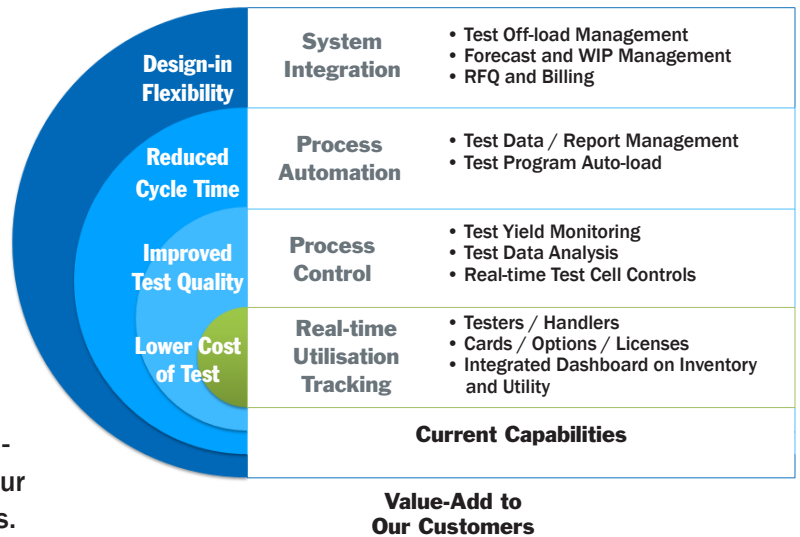 Design-in
Flexibility
System
Integration
• Test Off-load Management
• Forecast and WIP Management
• RFQ and Billing
Reduced
Cycle Time
Process
Automation
• Test Data / Report Management
• Test Program Auto-load
Improved
Test Quality
Process
Control
• Test Yield Monitoring
• Test Data Analysis
• Real-time Test Cell Controls
Lower Cost
of Test
Real-time
Utilisation
Tracking
• Testers / Handlers
• Cards / Options / Licenses
• Integrated Dashboard on Inventory
and Utility
Current Capabilities
Value-Add to
Our Customers
-
ur
s.